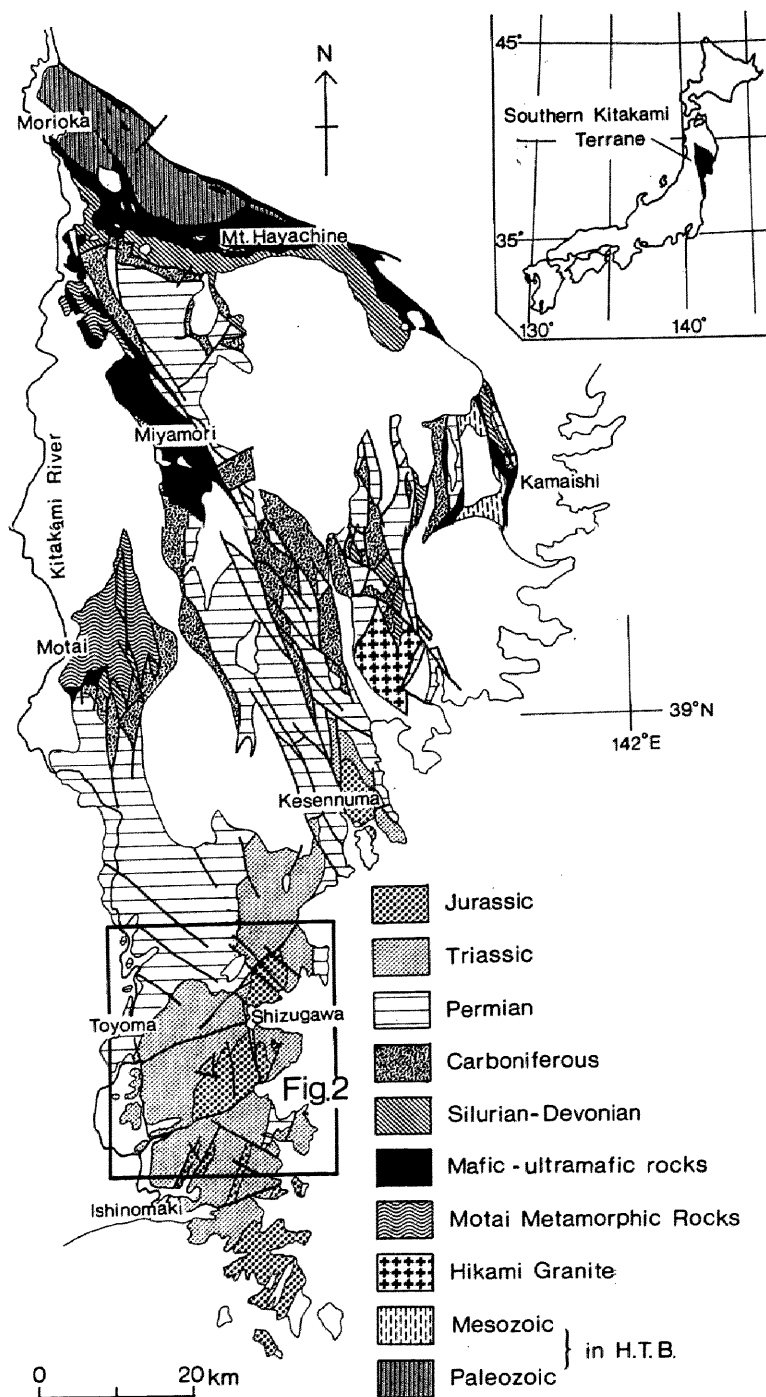 N
45°
Southern Kitakami
Terrane
35°
130°
140°
Morioka
Mt. Hayachine
Miyamori
Kitakami River
Kamaishi
Motai
39°N
142°E
Kesennuma
Toyoma
Shizugawa
Fig.2
Ishinomaki
Jurassic
Triassic
Permian
Carboniferous
Silurian-Devonian
Mafic-ultramafic rocks
Motai Metamorphic Rocks
Hikami Granite
Mesozoic
Paleozoic
} in H.T.B.
0 20 km